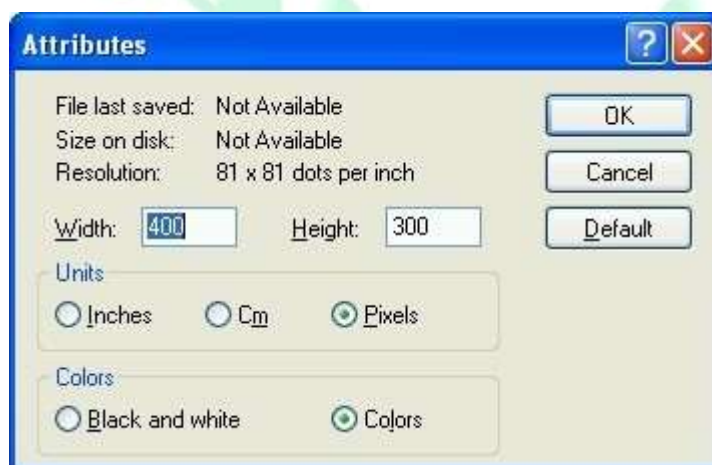 Attributes
File last saved: Not Available
OK
Size on disk: Not Available
Resolution: 81 x 81 dots per inch
Cancel
Width: 400 Height: 300
Default
Units
Inches Cm Pixels
Colors
Black and white Colors